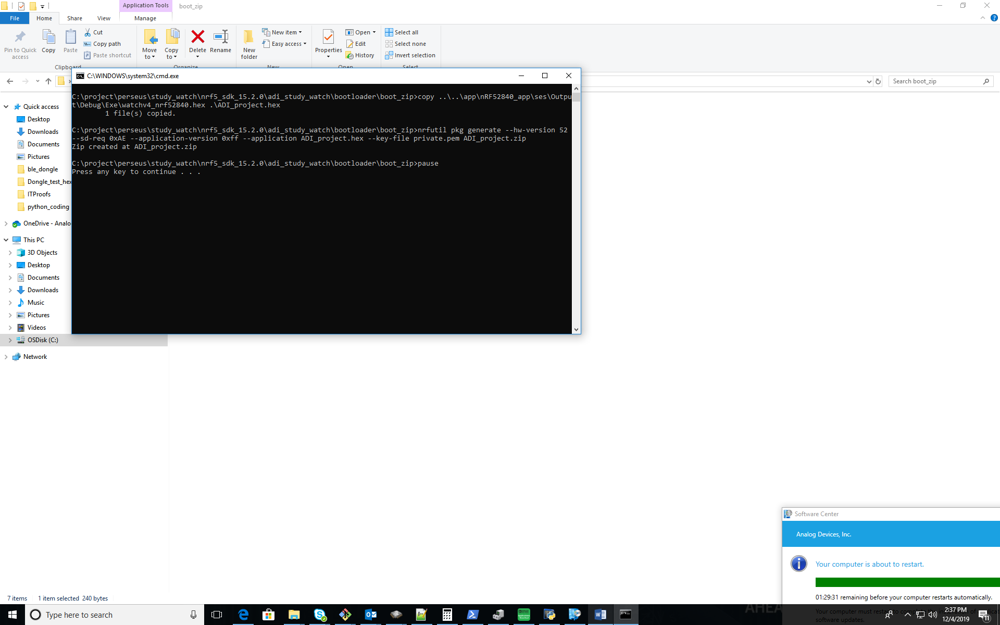 Application Tools
boot_zip
File
Home
Share
View
Manage
Pin to Quick access
Copy
Paste
Cut
Copy path
Paste shortcut
Move to
Copy to
Delete
Rename
New folder
New item
Easy access
Properties
Open
Edit
History
Select all
Select none
Invert selection
Clipboard
Organize
New
Open
Select
C:\WINDOWS\system32\cmd.exe
Search boot_zip
C:\project\perseus\study_watch\nrf5_sdk_15.2.0\adi_study_watch\bootloader\boot_zip>copy ..\..\app\nRF52840_app\ses\Outpu
t\Debug\Exe\watchv4_nrf52840.hex .\ADI_project.hex
1 file(s) copied.
C:\project\perseus\study_watch\nrf5_sdk_15.2.0\adi_study_watch\bootloader\boot_zip>nrfutil pkg generate --hw-version 52
--sd-req 0xAE --application-version 0xff --application ADI_project.hex --key-file private.pem ADI_project.zip
Zip created at ADI_project.zip
C:\project\perseus\study_watch\nrf5_sdk_15.2.0\adi_study_watch\bootloader\boot_zip>pause
Press any key to continue . . .
Quick access
Desktop
Downloads
Documents
Pictures
ble_dongle
Dongle_test_hex
ITProofs
python_coding
OneDrive - Analo
This PC
3D Objects
Desktop
Documents
Downloads
Music
Pictures
Videos
OSDisk (C:)
Network
Software Center
Analog Devices, Inc.
Your computer is about to restart.
01:29:31 remaining before your computer restarts automatically.
Your computer must restart to complete the installation of
software updates.
7 items
1 item selected 240 bytes
Type here to search
AHEA
2:37 PM
12/4/2019
11